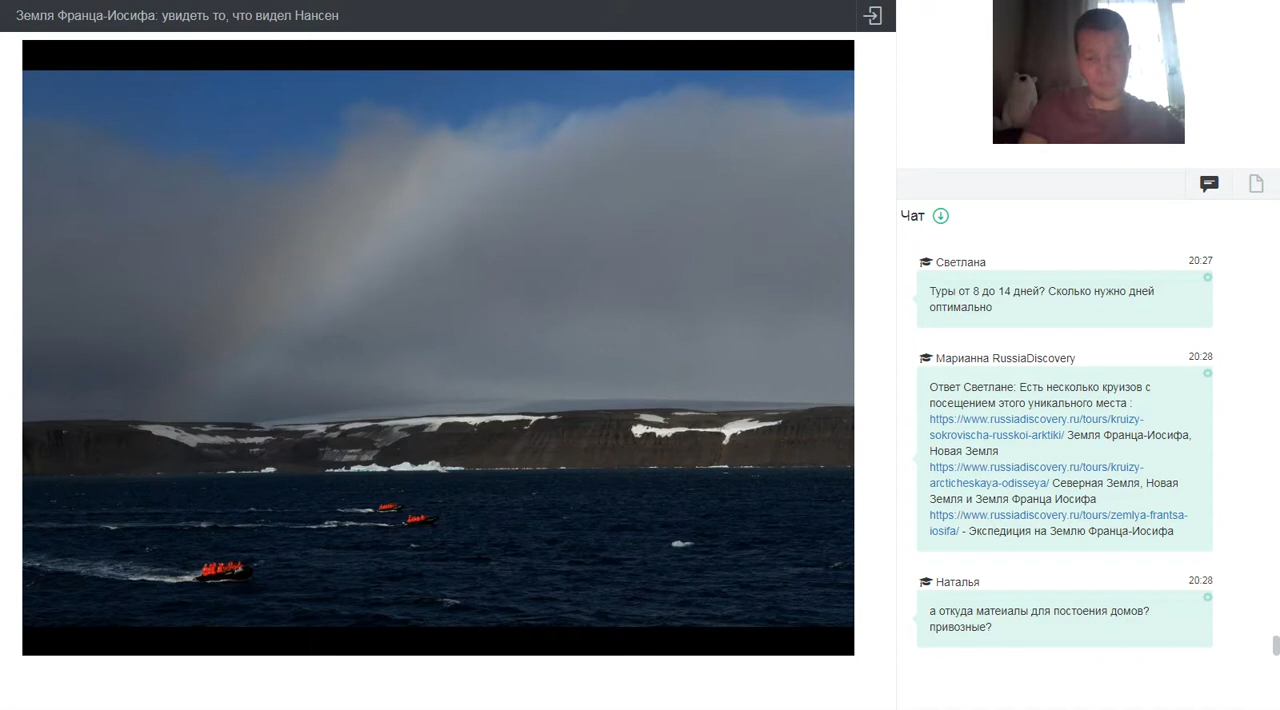 Земля Франца-Иосифа: увидеть то, что видел Нансен
Чат
Светлана
20:27
Туры от 8 до 14 дней? Сколько нужно дней
оптимально
Марианна RussiaDiscovery
20:28
Ответ Светлане: Есть несколько круизов с
посещением этого уникального места :
https://www.russiadiscovery.ru/tours/kruizy-
sokrovischa-russkoi-arktiki/ Земля Франца-Иосифа,
Новая Земля
https://www.russiadiscovery.ru/tours/kruizy-
arcticheskaya-odisseya/ Северная Земля, Новая
Земля и Земля Франца Иосифа
https://www.russiadiscovery.ru/tours/zemlya-frantsa-
iosifa/ - Экспедиция на Землю Франца-Иосифа
Наталья
20:28
а откуда матеиалы для постоения домов?
привозные?